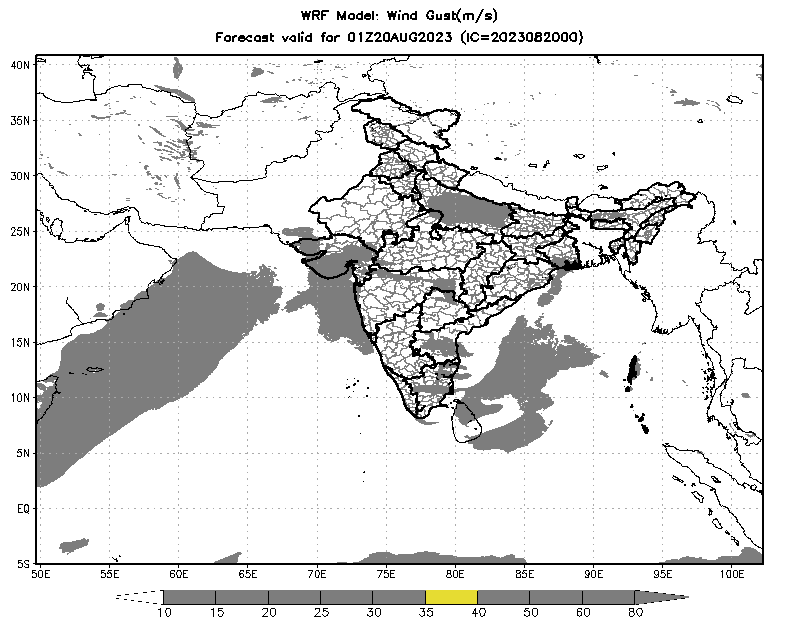 WRF Model: Wind Gust(m/s)
Forecast valid for 01Z20AUG2023 (IC=2023082000)
40N
35N
30N
25N
20N
15N
10N
5N
EQ
5S
50E 55E 60E 65E 70E 75E 80E 85E 90E 95E 100E
10 15 20 25 30 35 40 50 60 80